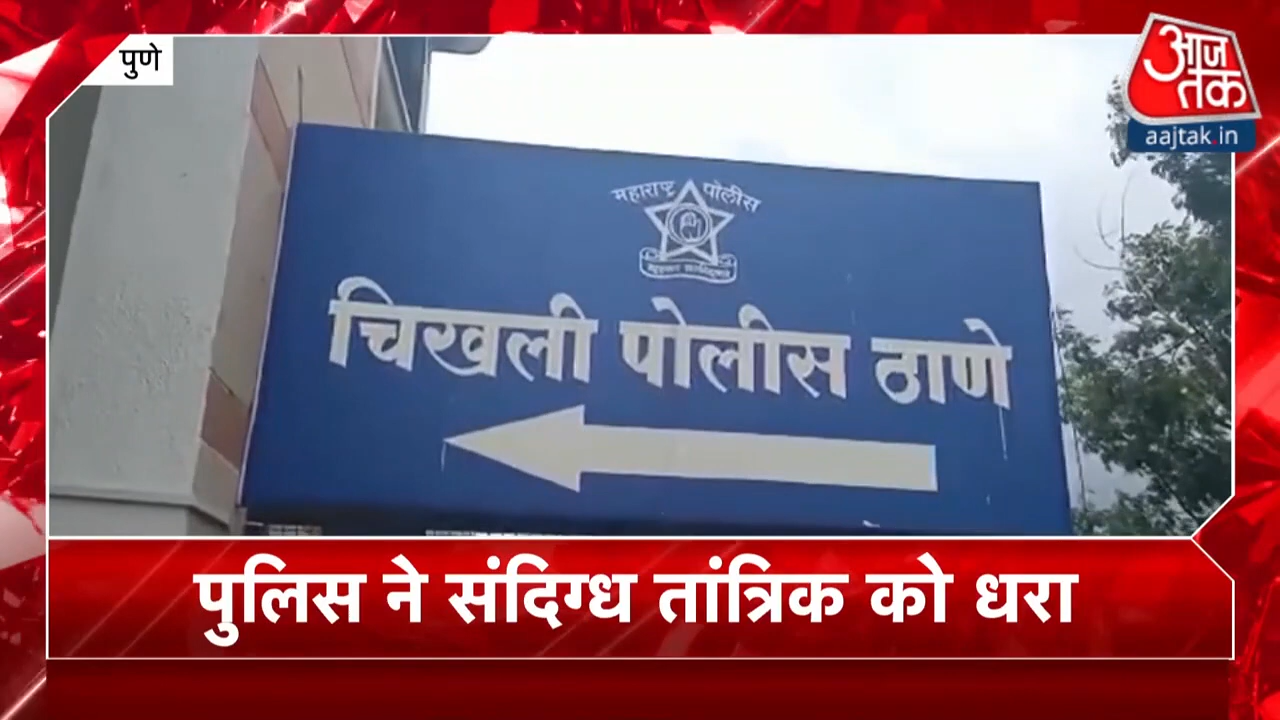 पुणे
आज
तक
aajtak.in
महाराष्ट्र पोलीस
चिखली पोलीस ठाणे
पुलिस ने संदिग्ध तांत्रिक को धरा